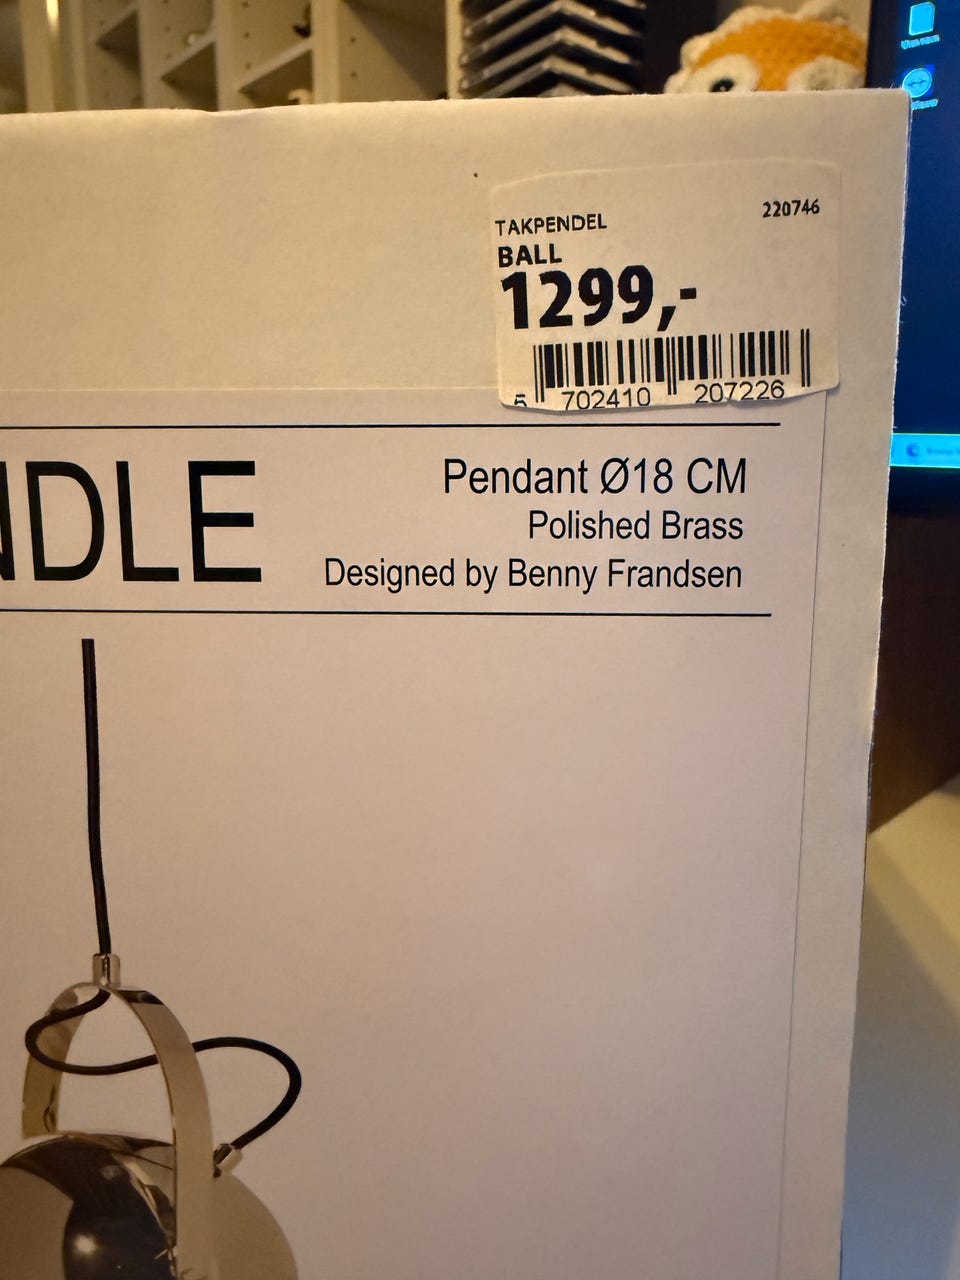 TAKPENDEL 220746
BALL
1299,-
5 702410 207226
NDLE
Pendant Ø18 CM
Polished Brass
Designed by Benny Frandsen